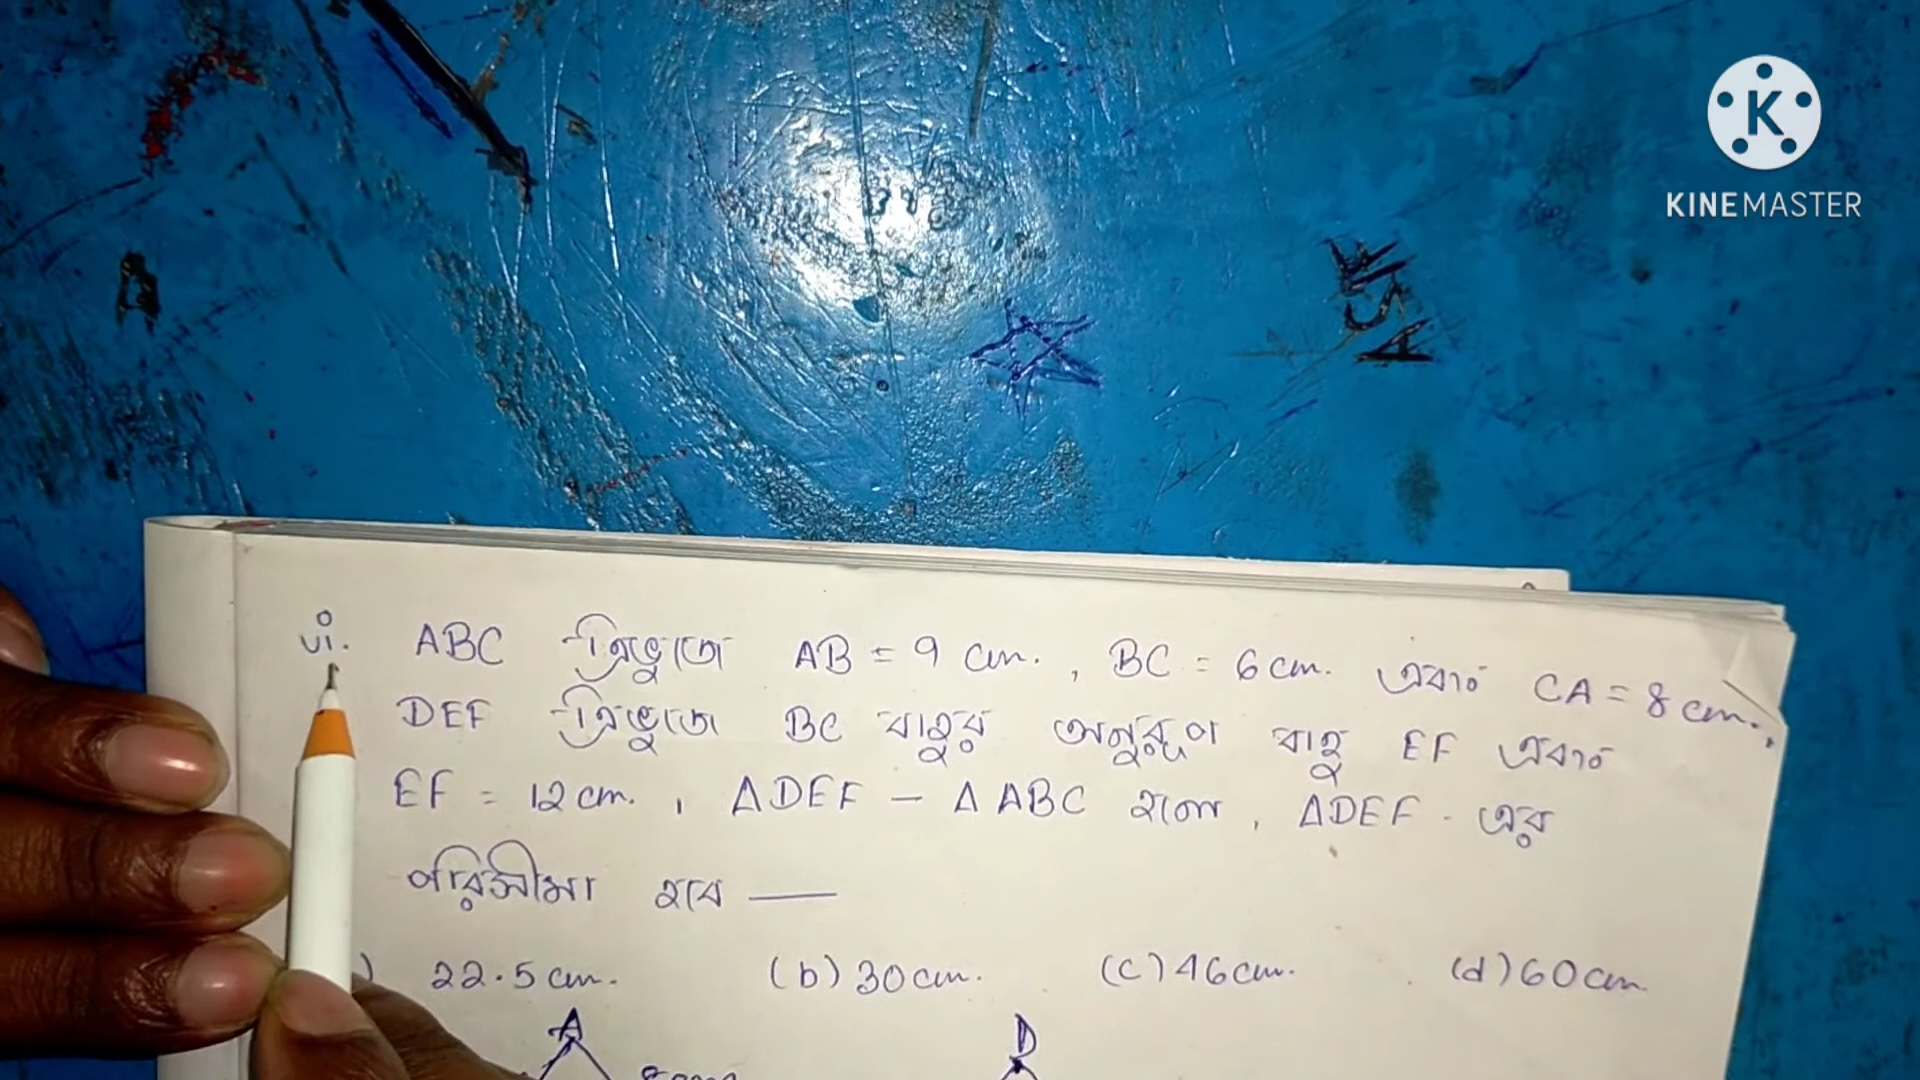 KINEMASTER
vi. ABC ত্রিভুজে AB = 9 cm. , BC = 6 cm. এবং CA = 8 cm. ,
DEF ত্রিভুজে BC বাহুর অনুরূপ বাহু EF এবং
EF = 12 cm. , ΔDEF – ΔABC হলে , ΔDEF - এর
পরিসীমা হবে —
) 22.5 cm. (b) 30 cm. (c) 46 cm. (d) 60 cm.
A D